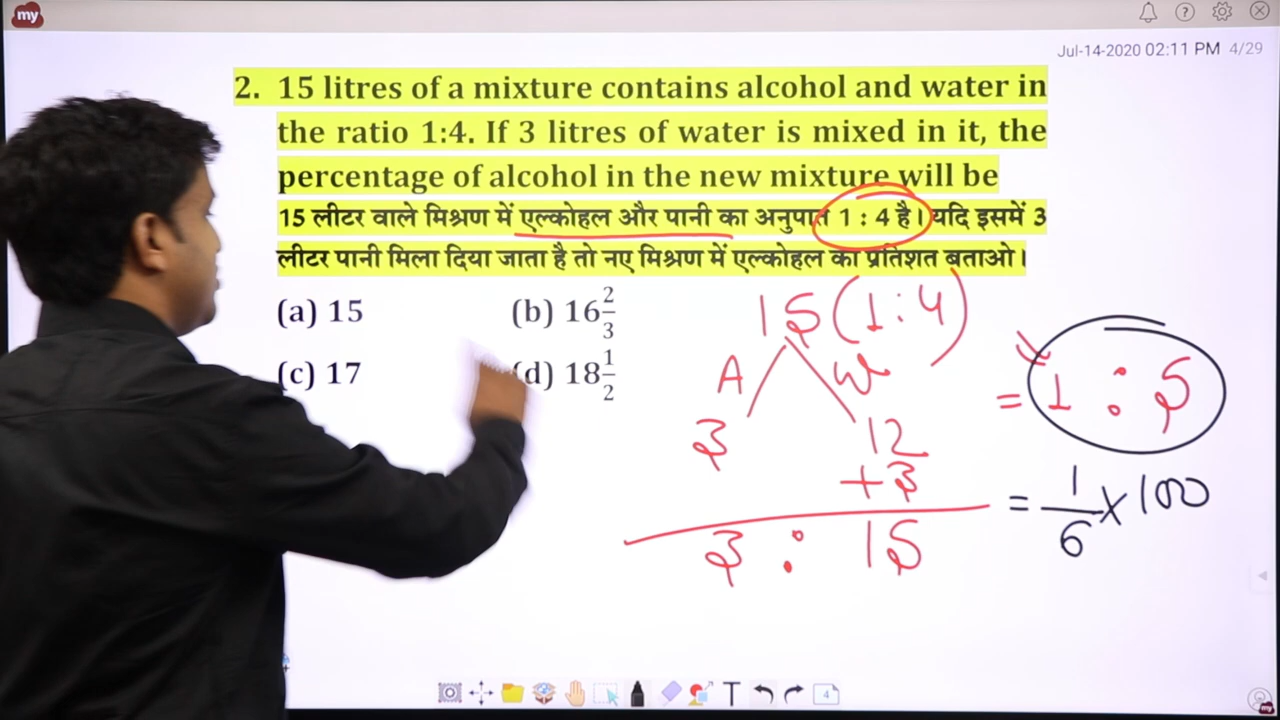 my
Jul-14-2020 02:11 PM 4/29
2. 15 litres of a mixture contains alcohol and water in
the ratio 1:4. If 3 litres of water is mixed in it, the
percentage of alcohol in the new mixture will be
15 लीटर वाले मिश्रण में एल्कोहल और पानी का अनुपात 1 : 4 है। यदि इसमें 3
लीटर पानी मिला दिया जाता है तो नए मिश्रण में एल्कोहल का प्रतिशत बताओ।
(a) 15 (b) 16 2/3
(c) 17 (d) 18 1/2
15 (1 : 4)
A W
3 12
+3
3 : 15
= 1 : 5
= 1/6 × 100
T 4
my